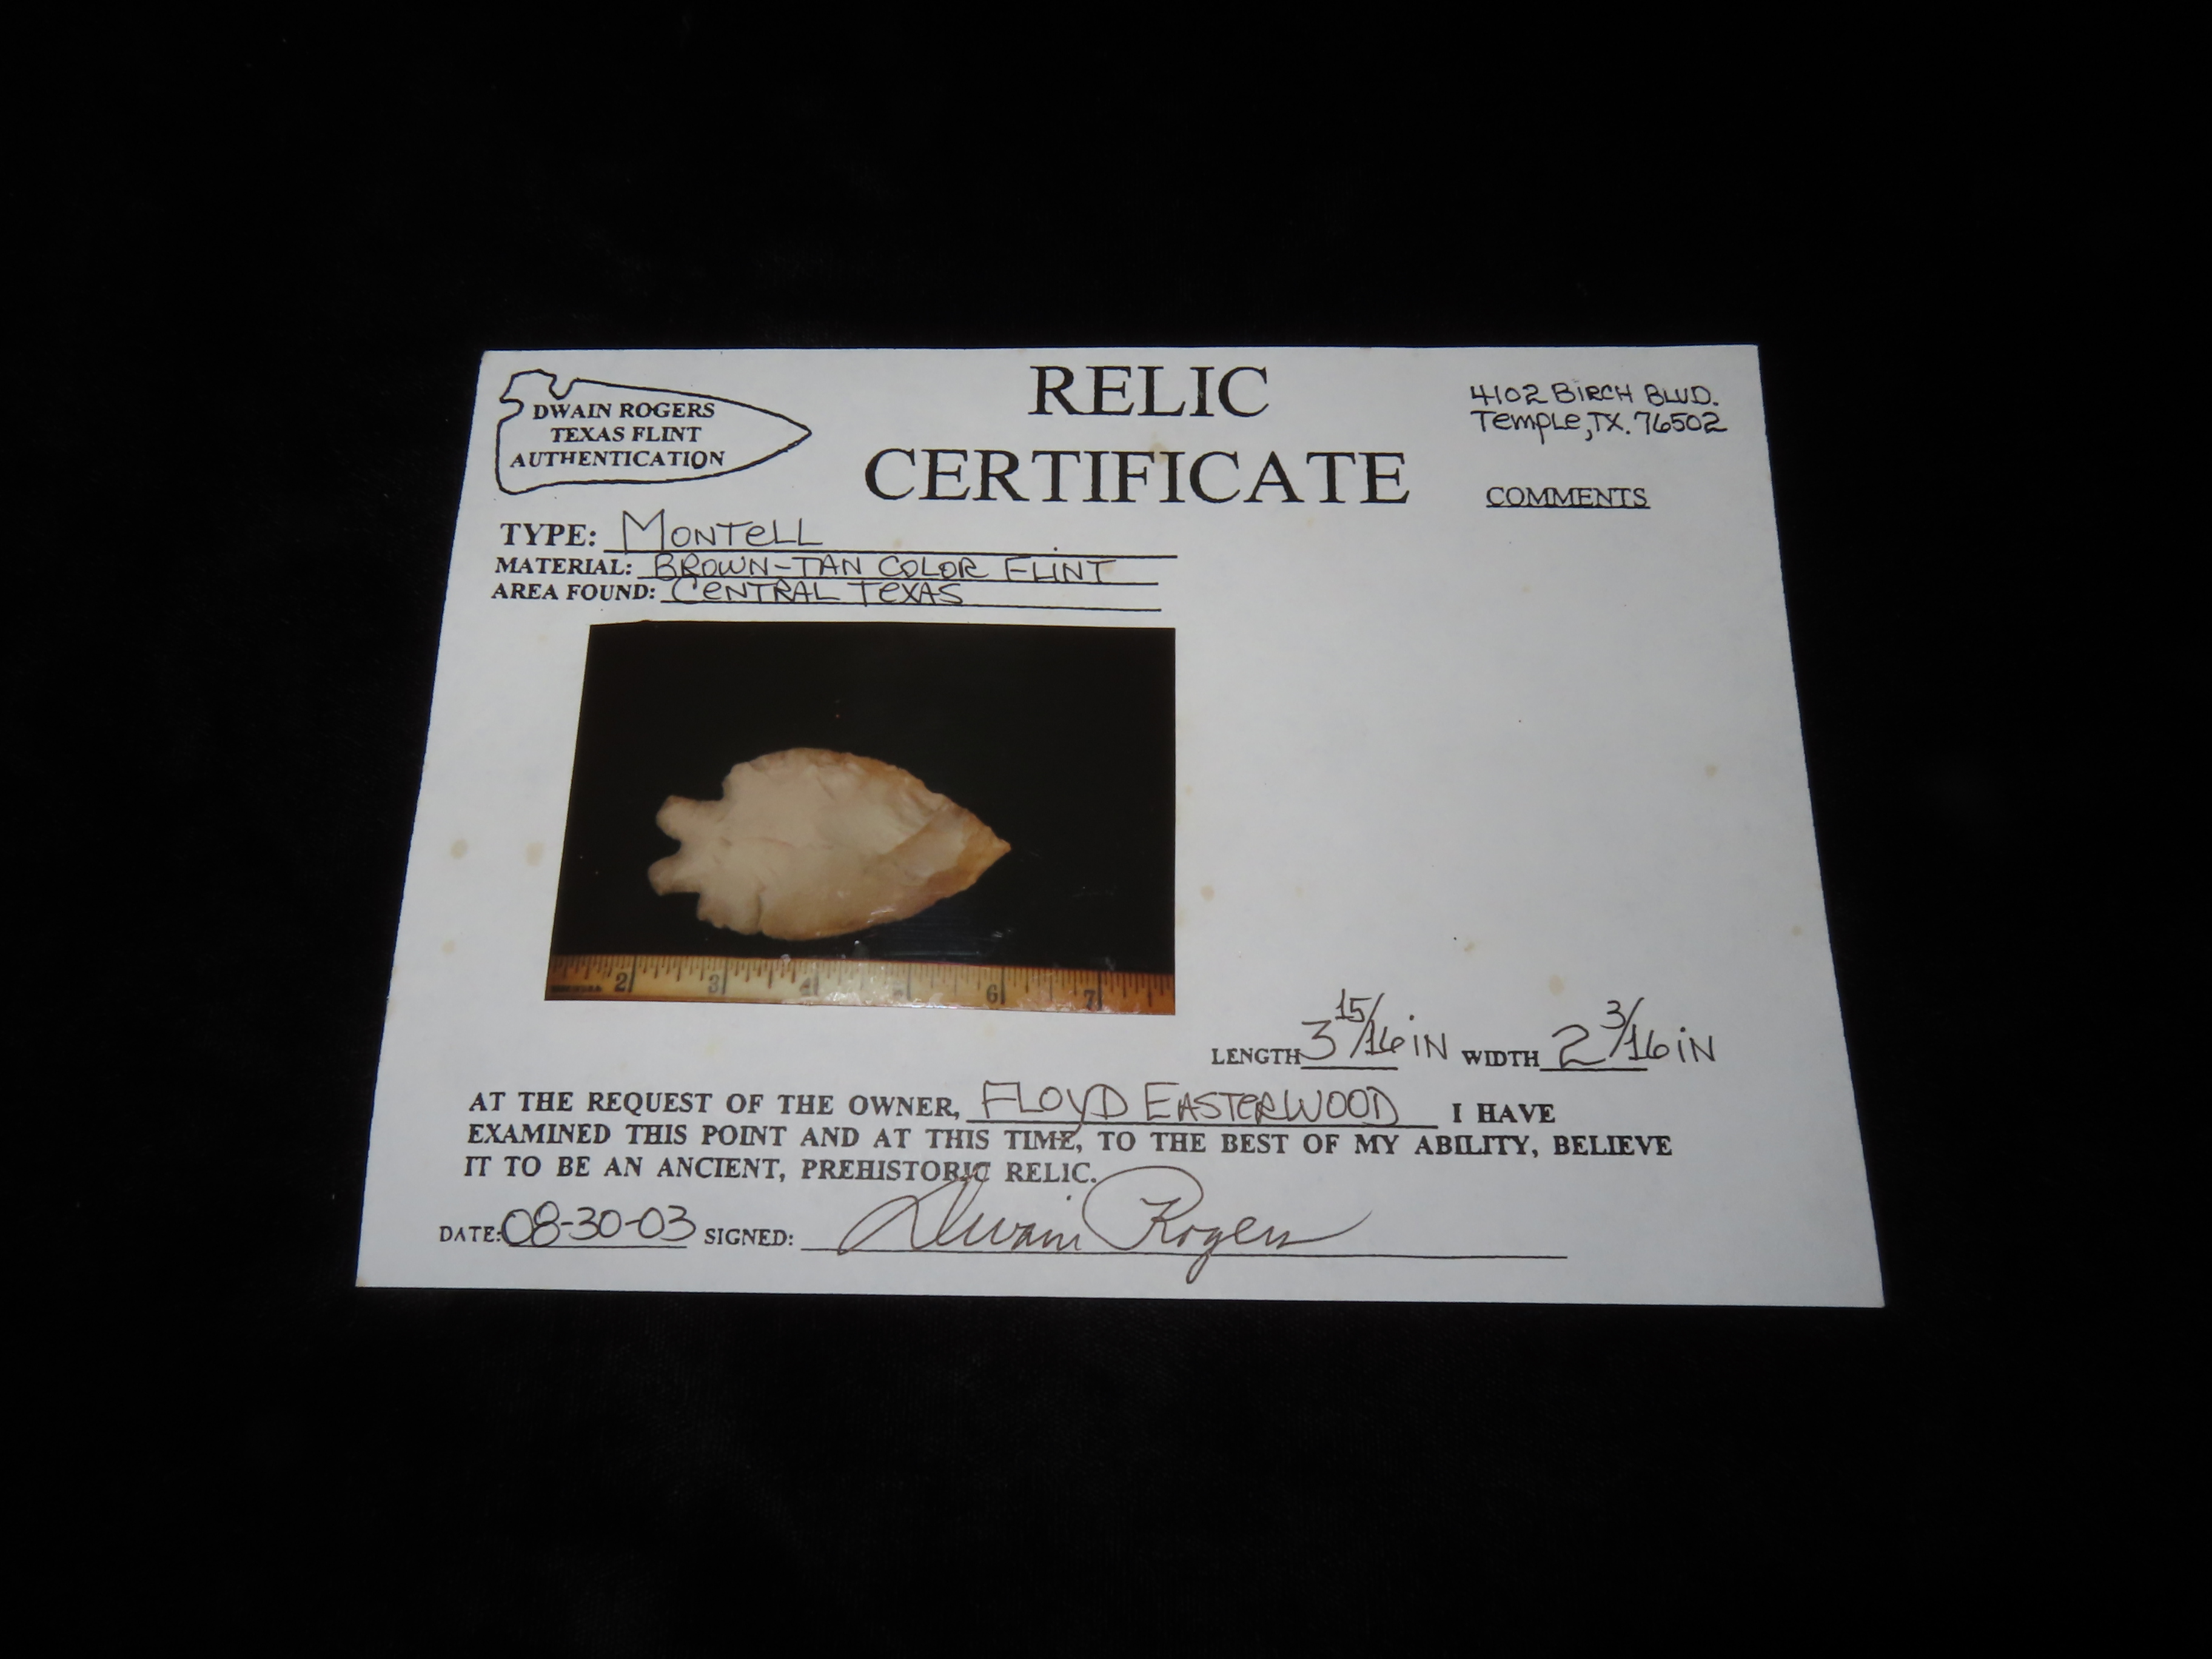 DWAIN ROGERS
TEXAS FLINT
AUTHENTICATION
RELIC
CERTIFICATE
4102 BIRCH BLVD.
TEMPLE, TX. 76502
COMMENTS
TYPE: MONTELL
MATERIAL: BROWN-TAN COLOR FLINT
AREA FOUND: CENTRAL TEXAS
2 3 4 6 7
LENGTH 3 15/16 IN WIDTH 2 3/16 IN
AT THE REQUEST OF THE OWNER, FLOYD EASTERWOOD I HAVE
EXAMINED THIS POINT AND AT THIS TIME, TO THE BEST OF MY ABILITY, BELIEVE
IT TO BE AN ANCIENT, PREHISTORIC RELIC.
DATE: 08-30-03 SIGNED: Dwain Rogers